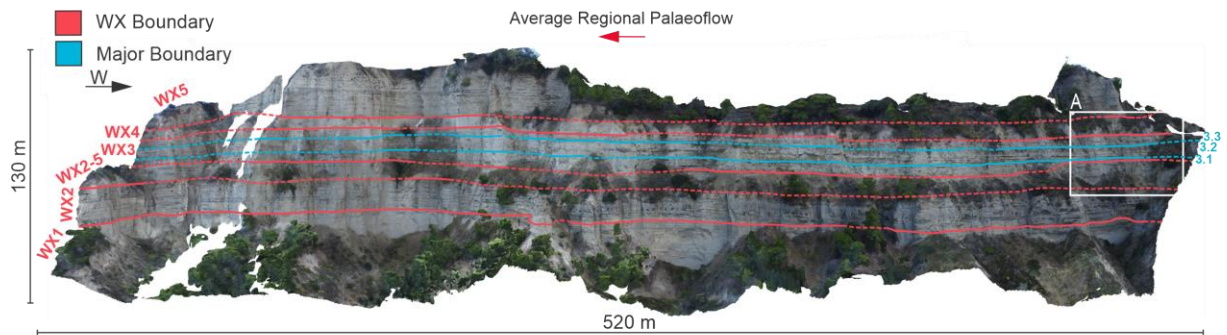 WX Boundary
Major Boundary
Average Regional Palaeoflow
W
WX5
WX4
WX3
WX2-5
WX2
WX1
A
3.3
3.2
3.1
130 m
520 m